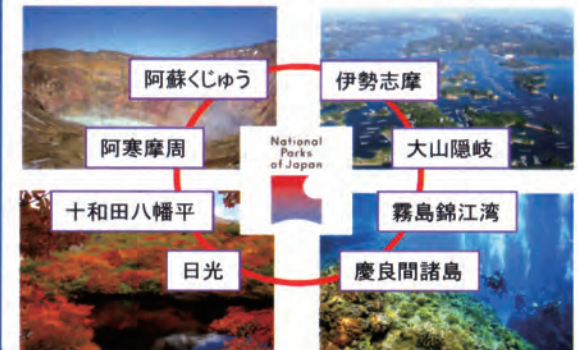 阿蘇くじゅう
伊勢志摩
阿寒摩周
National
Parks
of Japan
大山隠岐
十和田八幡平
霧島錦江湾
日光
慶良間諸島